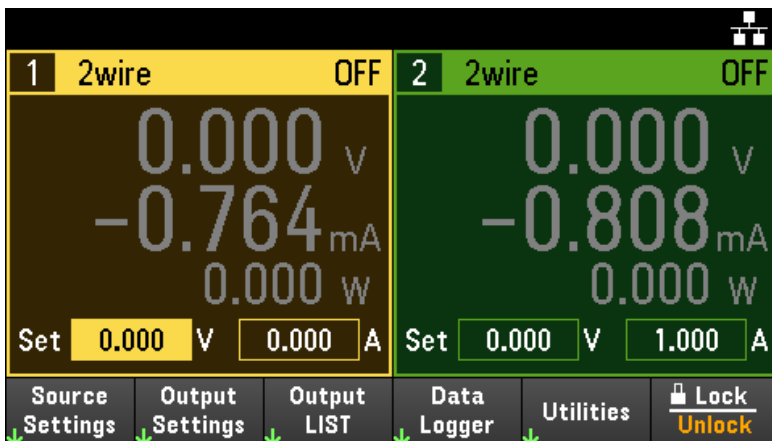 1 2wire OFF
0.000 V
-0.764 mA
0.000 W
Set 0.000 V 0.000 A
2 2wire OFF
0.000 V
-0.808 mA
0.000 W
Set 0.000 V 1.000 A
Source
Settings
Output
Settings
Output
LIST
Data
Logger
Utilities
Lock
Unlock